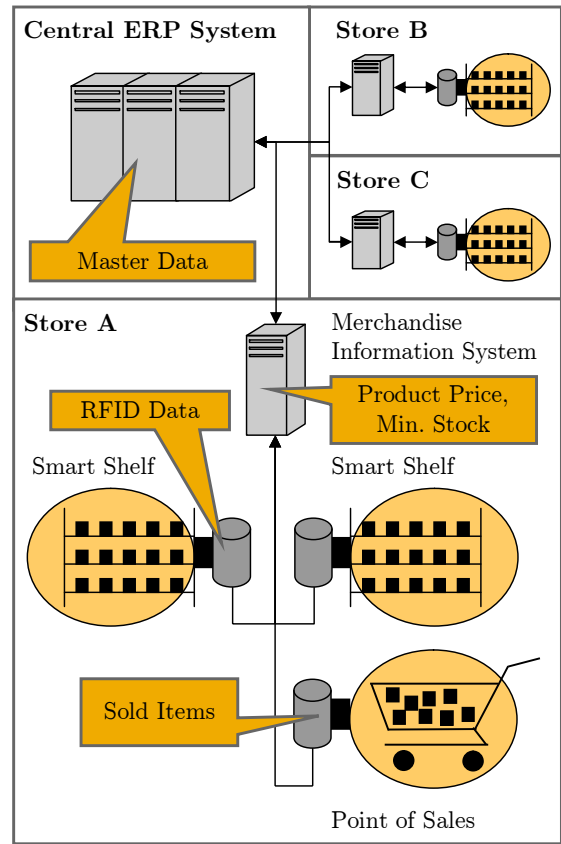 Central ERP System
Store B
Store C
Master Data
Store A
Merchandise
Information System
RFID Data
Product Price,
Min. Stock
Smart Shelf
Smart Shelf
Sold Items
Point of Sales